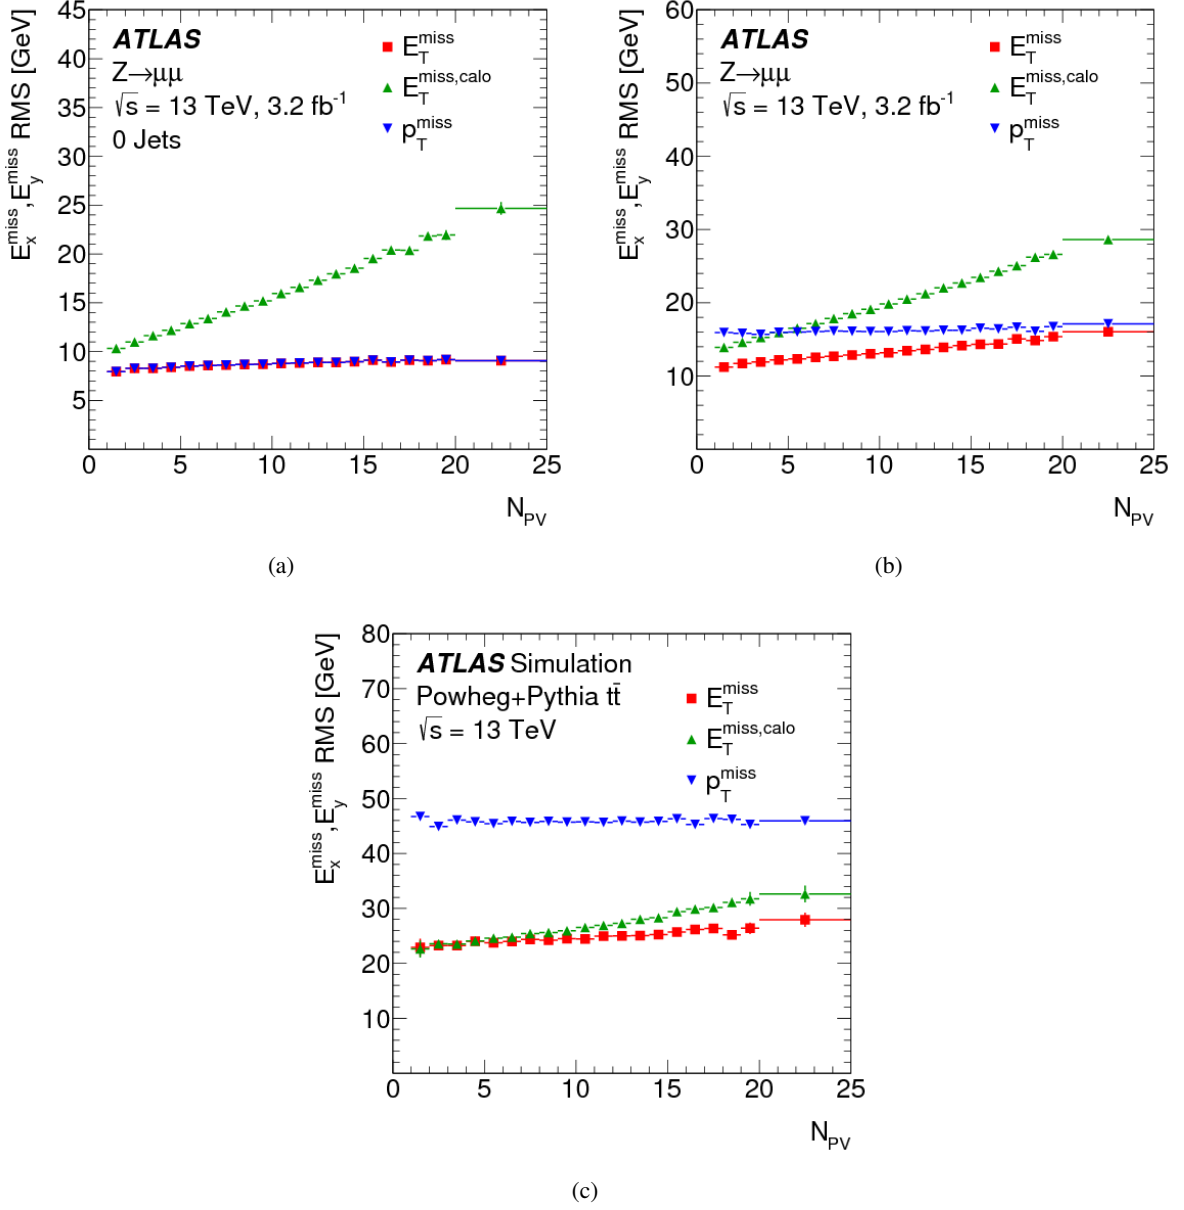 E_x^miss, E_y^miss RMS [GeV]
45
40
35
30
25
20
15
10
5
0 5 10 15 20 25
N_PV
ATLAS
Z→μμ
√s = 13 TeV, 3.2 fb⁻¹
0 Jets
E_T^miss
E_T^miss,calo
p_T^miss
(a)
E_x^miss, E_y^miss RMS [GeV]
60
50
40
30
20
10
0 5 10 15 20 25
N_PV
ATLAS
Z→μμ
√s = 13 TeV, 3.2 fb⁻¹
E_T^miss
E_T^miss,calo
p_T^miss
(b)
E_x^miss, E_y^miss RMS [GeV]
80
70
60
50
40
30
20
10
0 5 10 15 20 25
N_PV
ATLAS Simulation
Powheg+Pythia tt̄
√s = 13 TeV
E_T^miss
E_T^miss,calo
p_T^miss
(c)